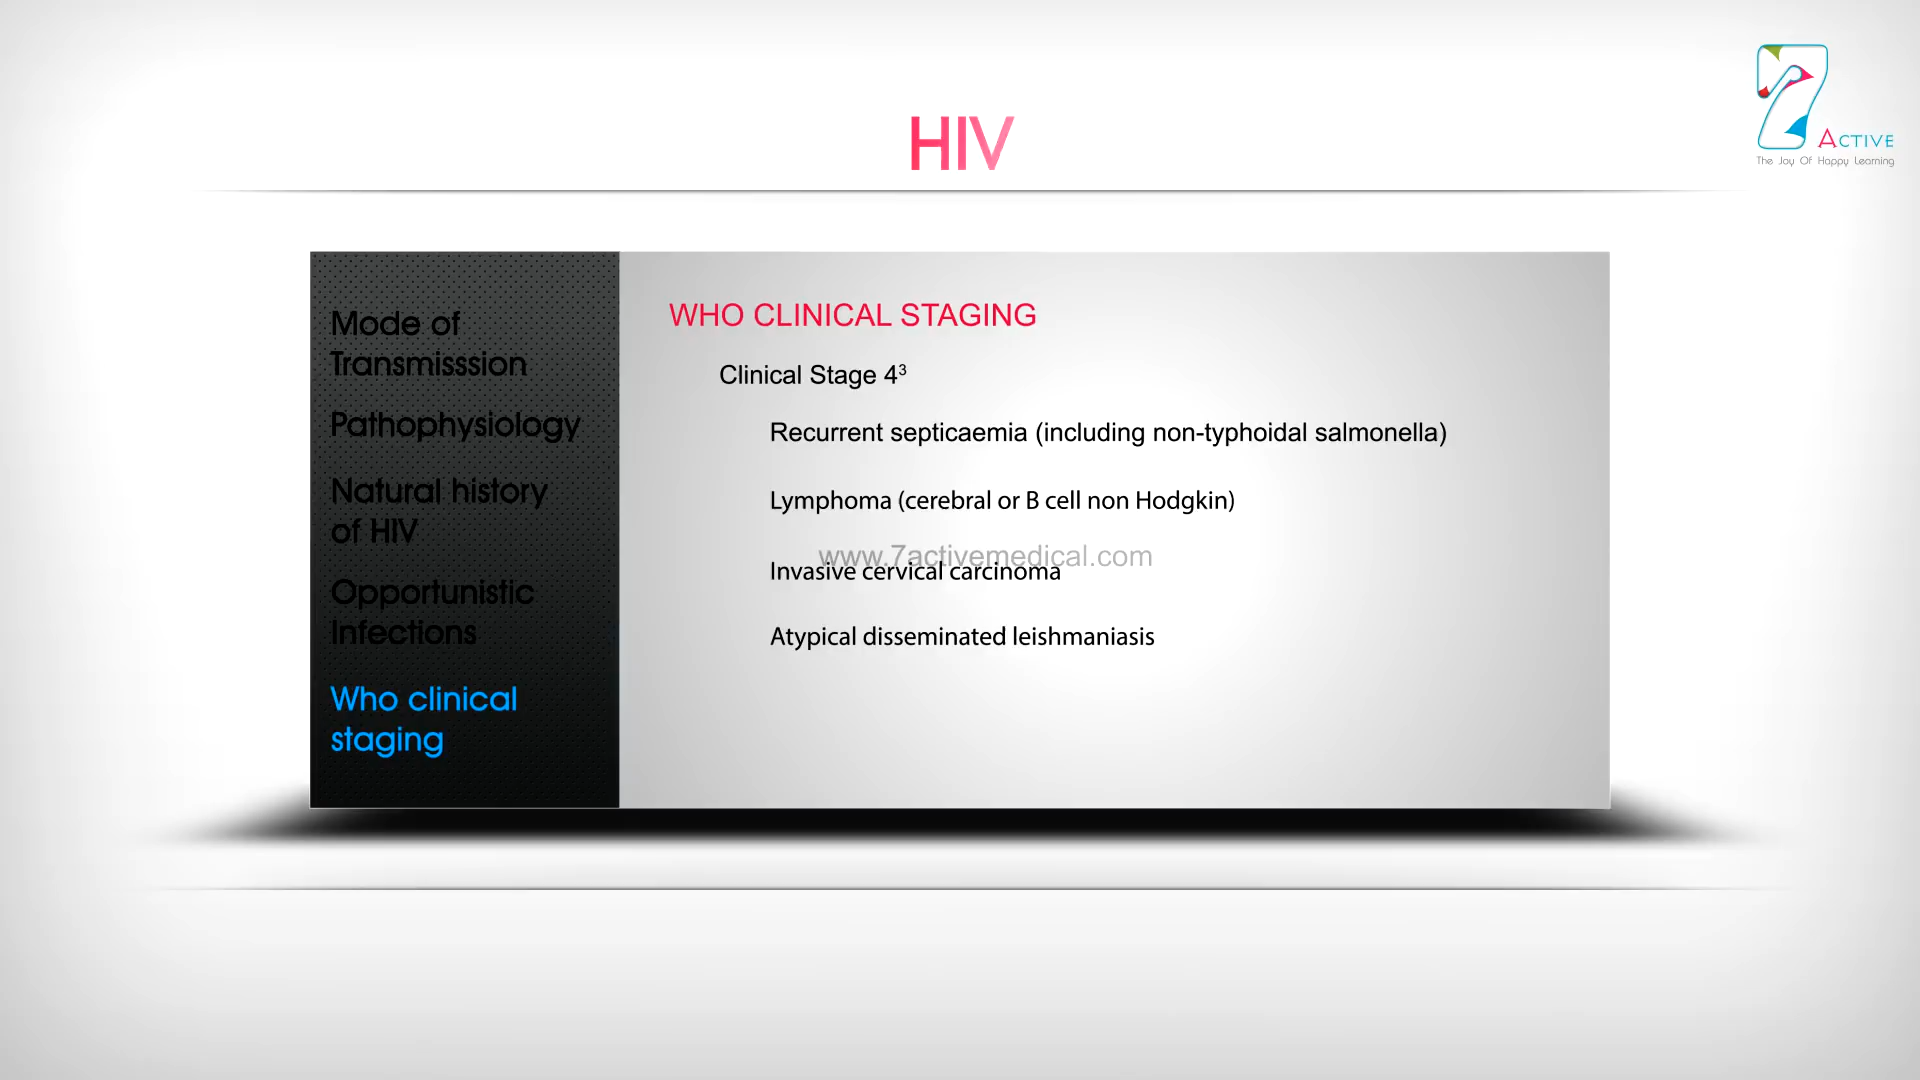 HIV
7
ACTIVE
The Joy Of Happy Learning
Mode of
Transmisssion
Pathophysiology
Natural history
of HIV
Opportunistic
Infections
Who clinical
staging
WHO CLINICAL STAGING
Clinical Stage 4³
Recurrent septicaemia (including non-typhoidal salmonella)
Lymphoma (cerebral or B cell non Hodgkin)
www.7activemedical.com
Invasive cervical carcinoma
Atypical disseminated leishmaniasis